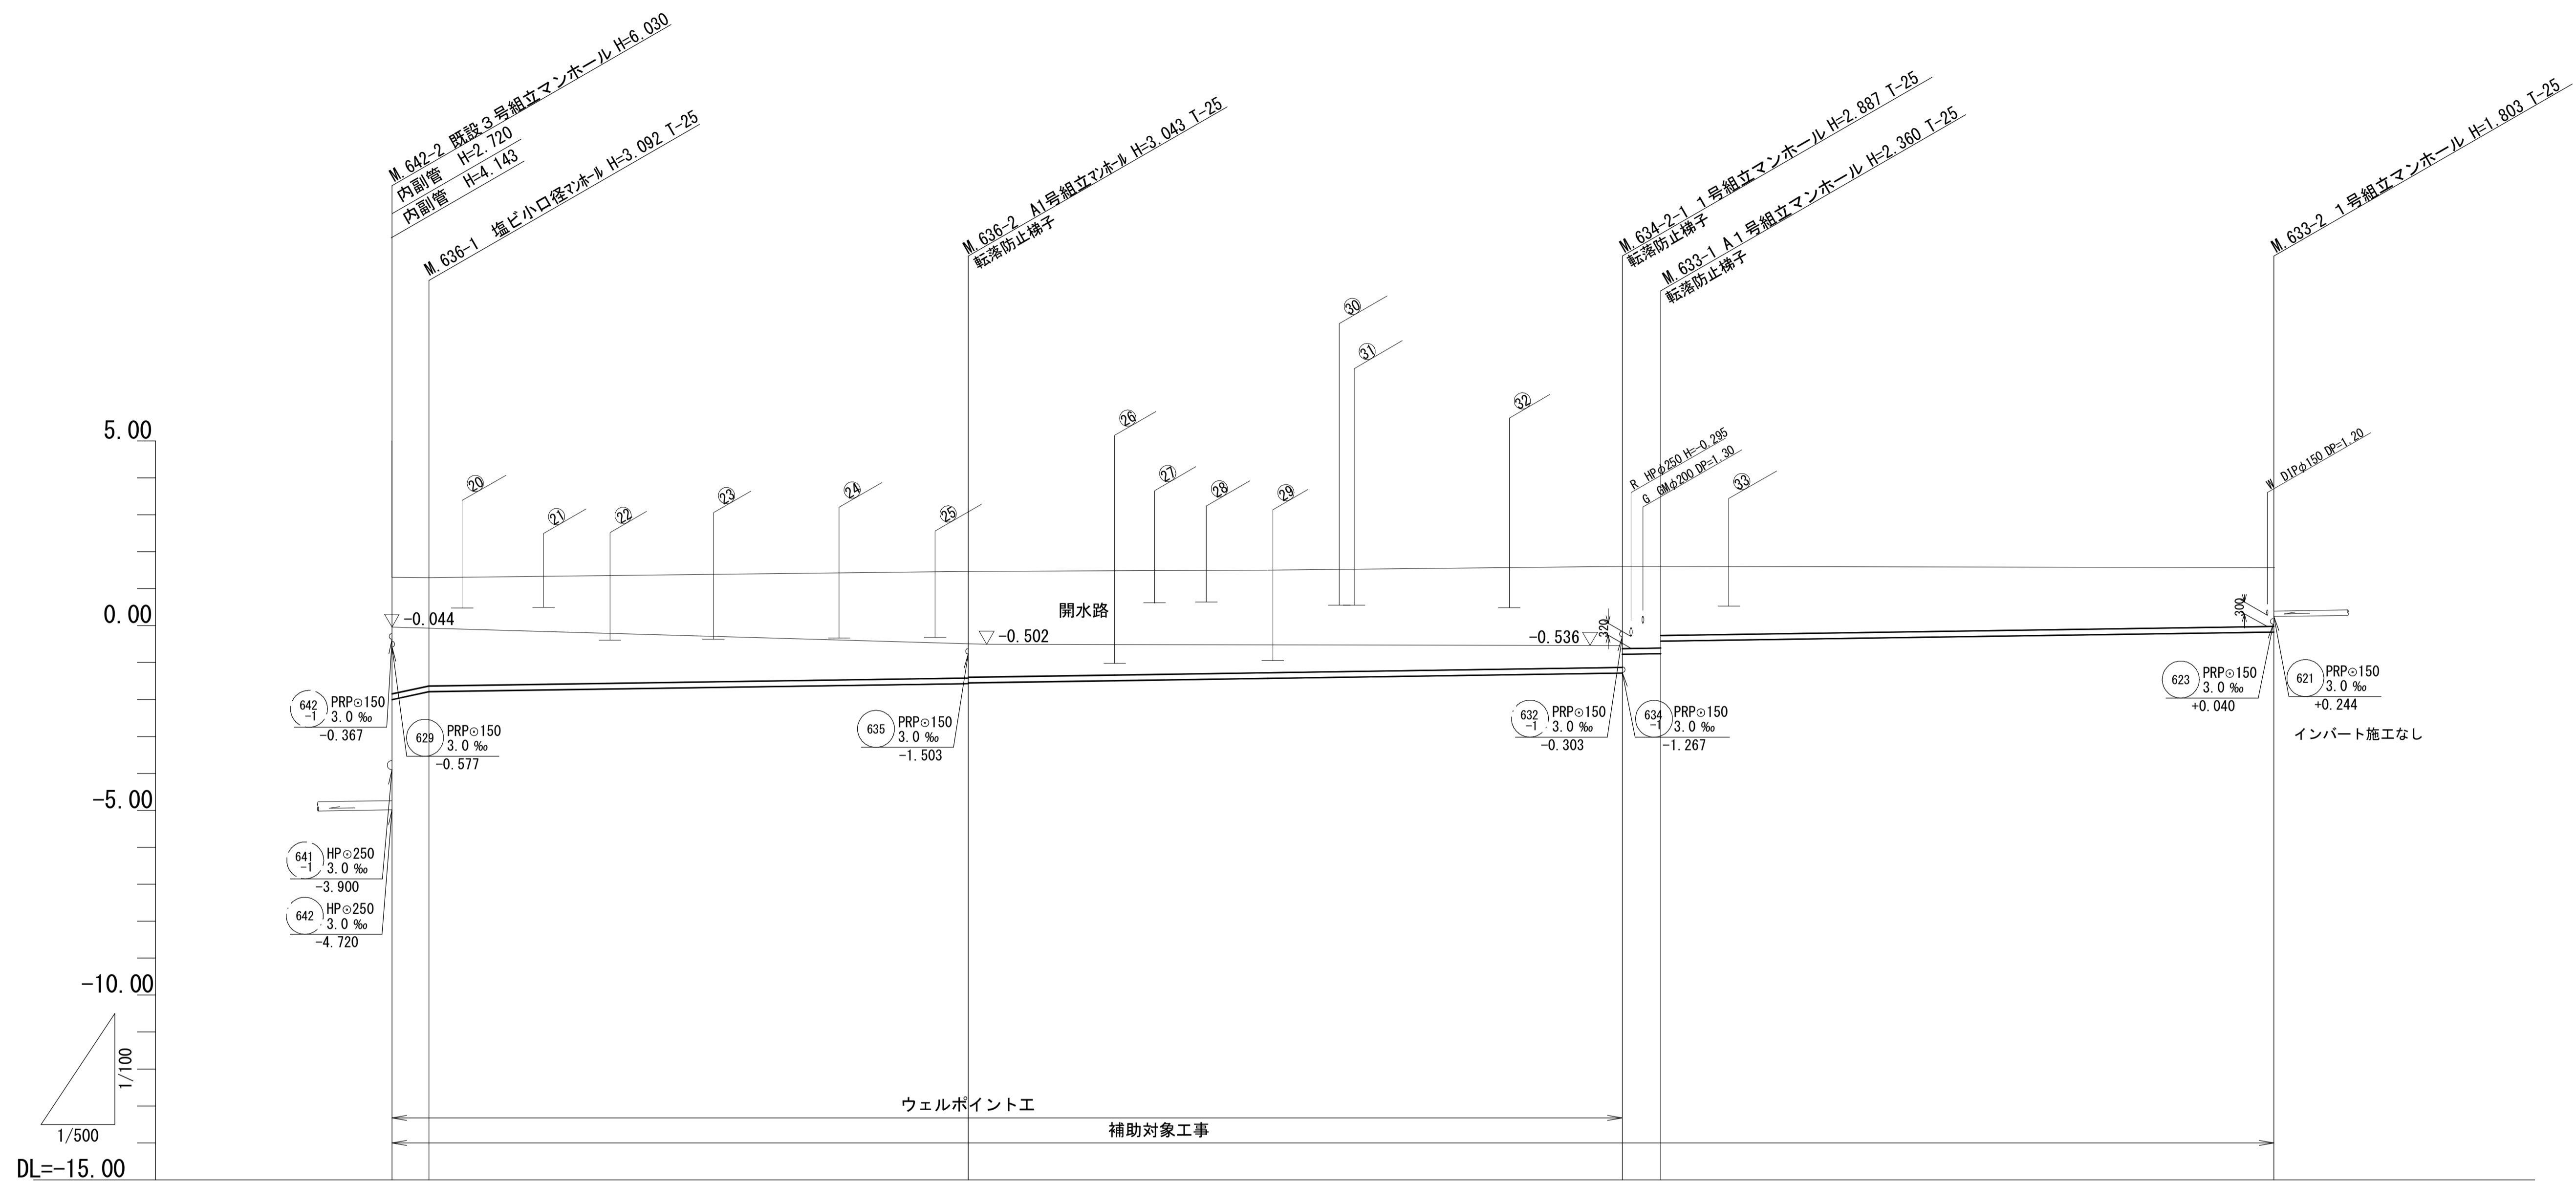 M.642-2 既設３号組立マンホール H=6.030
内副管 H=2.720
内副管 H=4.143
M.636-1 塩ビ小口径ﾏﾝﾎｰﾙ H=3.092 T-25
M.636-2 A1号組立ﾏﾝﾎｰﾙ H=3.043 T-25
転落防止梯子
M.634-2-1 １号組立マンホール H=2.887 T-25
転落防止梯子
M.633-1 A１号組立マンホール H=2.360 T-25
転落防止梯子
M.633-2 １号組立マンホール H=1.803 T-25
⑳
㉑
㉒
㉓
㉔
㉕
㉖
㉗
㉘
㉙
㉚
㉛
㉜
R HPφ250 H=-0.295
G GMφ200 DP=1.30
㉝
W DIPφ150 DP=1.20
5.00
0.00
-5.00
-10.00
DL=-15.00
1/100
1/500
-0.044
開水路
-0.502
-0.536
320
300
642
-1
PRP⊙150
3.0 ‰
-0.367
629
PRP⊙150
3.0 ‰
-0.577
641
-1
HP⊙250
3.0 ‰
-3.900
642
HP⊙250
3.0 ‰
-4.720
635
PRP⊙150
3.0 ‰
-1.503
632
-1
PRP⊙150
3.0 ‰
-0.303
634
-1
PRP⊙150
3.0 ‰
-1.267
623
PRP⊙150
3.0 ‰
+0.040
621
PRP⊙150
3.0 ‰
+0.244
インバート施工なし
ウェルポイント工
補助対象工事